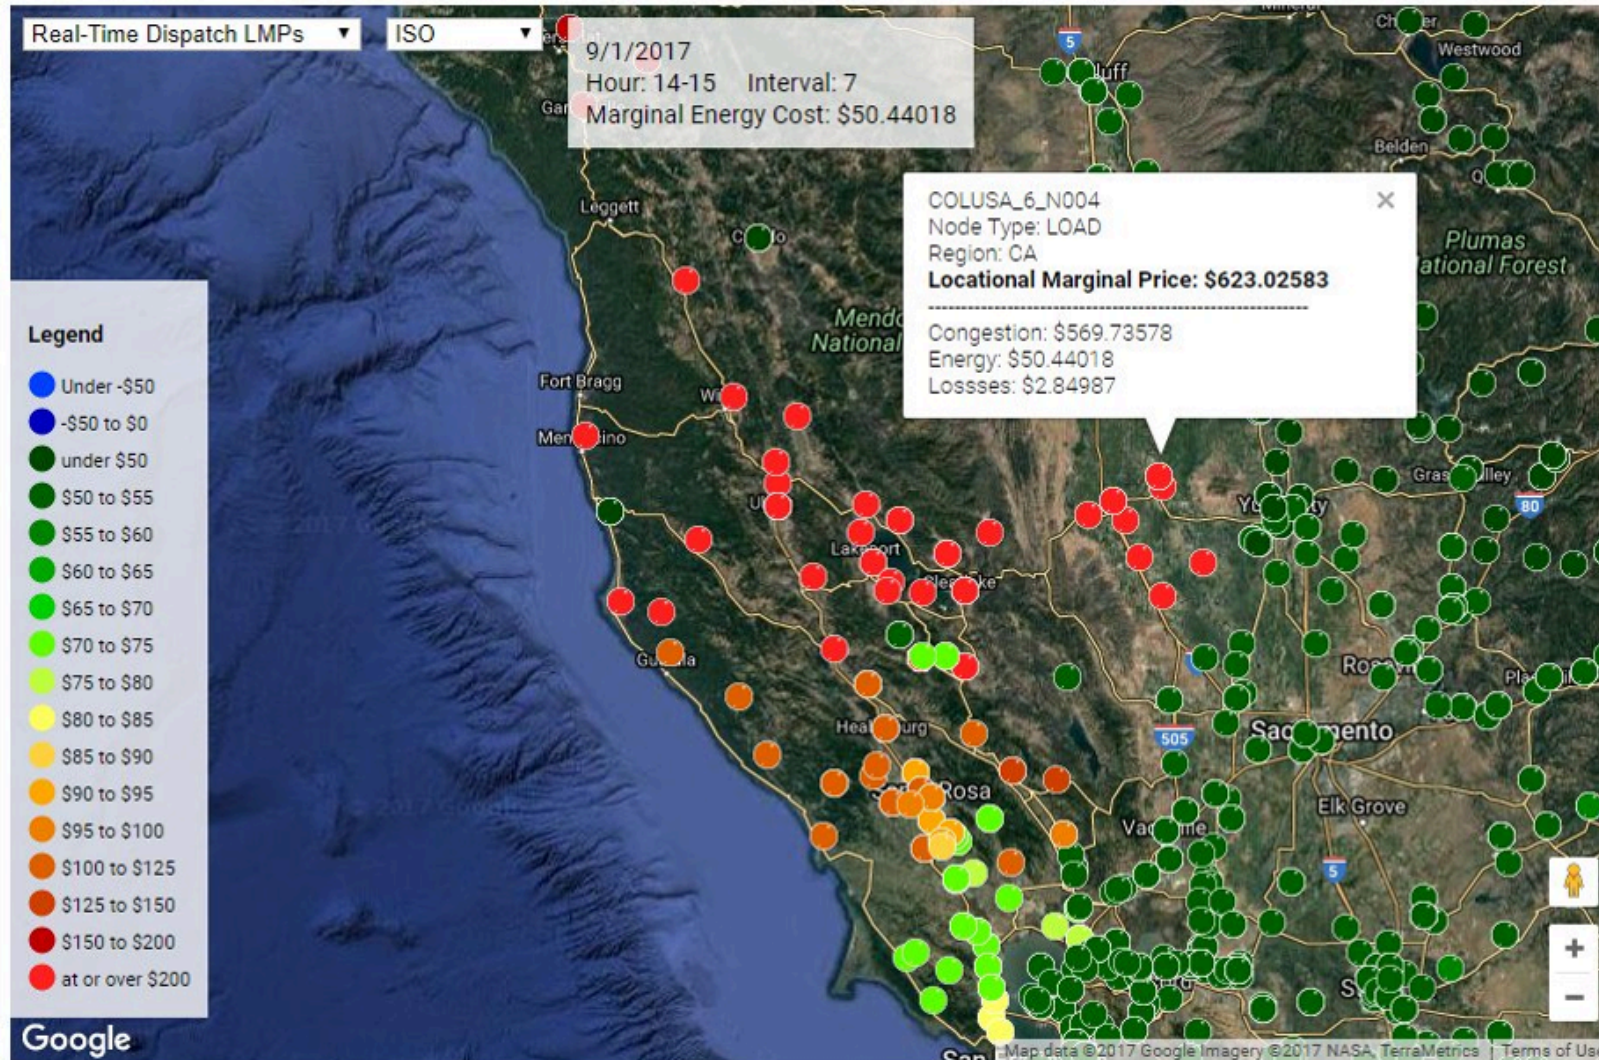 Real-Time Dispatch LMPs
ISO
9/1/2017
Hour: 14-15 Interval: 7
Marginal Energy Cost: $50.44018
COLUSA_6_N004
Node Type: LOAD
Region: CA
Locational Marginal Price: $623.02583
Congestion: $569.73578
Energy: $50.44018
Lossses: $2.84987
Legend
Under -$50
-$50 to $0
under $50
$50 to $55
$55 to $60
$60 to $65
$65 to $70
$70 to $75
$75 to $80
$80 to $85
$85 to $90
$90 to $95
$95 to $100
$100 to $125
$125 to $150
$150 to $200
at or over $200
Google
5
Westwood
Belden
Leggett
Plumas
National Forest
Fort Bragg
80
Lakeport
505
Sacramento
Elk Grove
5
+
−
San
Map data ©2017 Google Imagery ©2017 NASA, TerraMetrics
Terms of Use